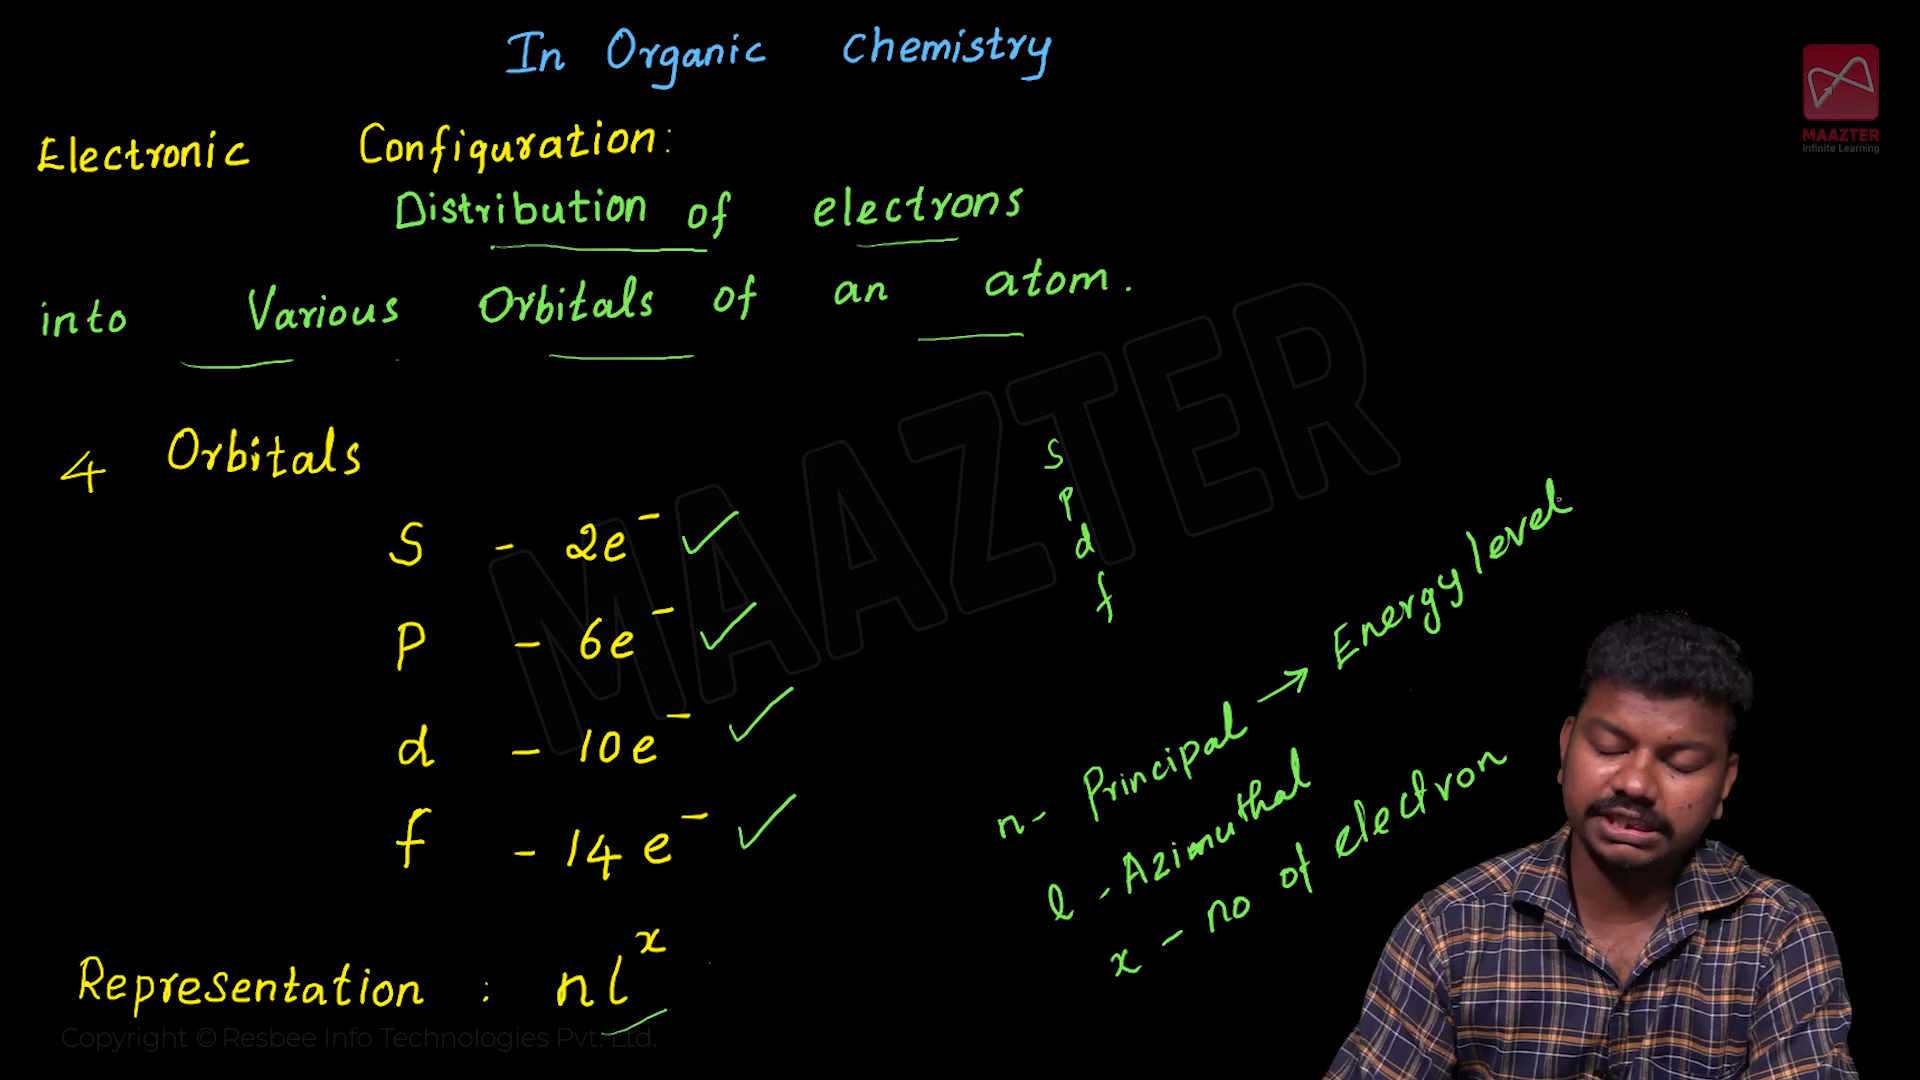 In Organic Chemistry
MAAZTER
Infinite Learning
Electronic Configuration:
Distribution of electrons
into Various Orbitals of an atom.
4 Orbitals
S - 2e⁻ ✓
P - 6e⁻ ✓
d - 10e⁻ ✓
f - 14e⁻ ✓
S
P
d
f
n - Principal → Energy level
l - Azimuthal
x - no of electron
Representation : nlˣ
MAAZTER
Copyright © Resbee Info Technologies Pvt. Ltd.